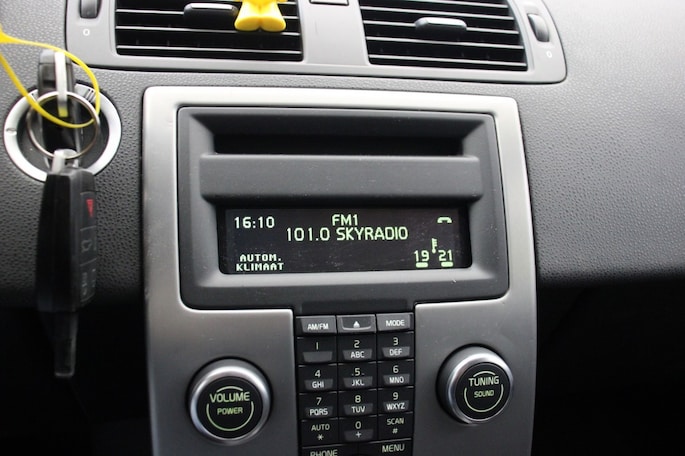 16:10 FM1
101.0 SKYRADIO
AUTOM. 19 21
KLIMAAT
AM/FM MODE
1 2 ABC 3 DEF
4 GHI 5 JKL 6 MNO
7 PQRS 8 TUV 9 WXYZ
AUTO * 0 + SCAN #
PHONE MENU
VOLUME
POWER
TUNING
SOUND